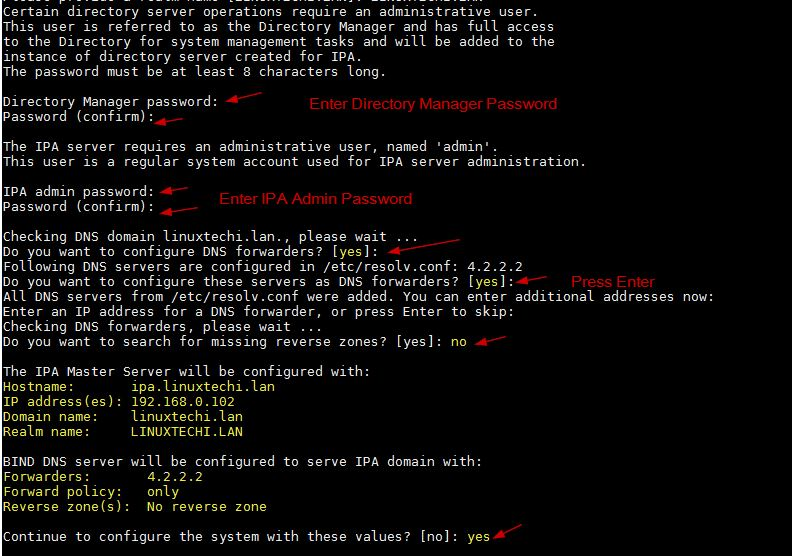 Please provide a realm name [LINUXTECHI.LAN]: LINUXTECHI.LAN
Certain directory server operations require an administrative user.
This user is referred to as the Directory Manager and has full access
to the Directory for system management tasks and will be added to the
instance of directory server created for IPA.
The password must be at least 8 characters long.
Directory Manager password:
Enter Directory Manager Password
Password (confirm):
The IPA server requires an administrative user, named 'admin'.
This user is a regular system account used for IPA server administration.
IPA admin password:
Enter IPA Admin Password
Password (confirm):
Checking DNS domain linuxtechi.lan., please wait ...
Do you want to configure DNS forwarders? [yes]:
Following DNS servers are configured in /etc/resolv.conf: 4.2.2.2
Do you want to configure these servers as DNS forwarders? [yes]:
Press Enter
All DNS servers from /etc/resolv.conf were added. You can enter additional addresses now:
Enter an IP address for a DNS forwarder, or press Enter to skip:
Checking DNS forwarders, please wait ...
Do you want to search for missing reverse zones? [yes]: no
The IPA Master Server will be configured with:
Hostname: ipa.linuxtechi.lan
IP address(es): 192.168.0.102
Domain name: linuxtechi.lan
Realm name: LINUXTECHI.LAN
BIND DNS server will be configured to serve IPA domain with:
Forwarders: 4.2.2.2
Forward policy: only
Reverse zone(s): No reverse zone
Continue to configure the system with these values? [no]: yes